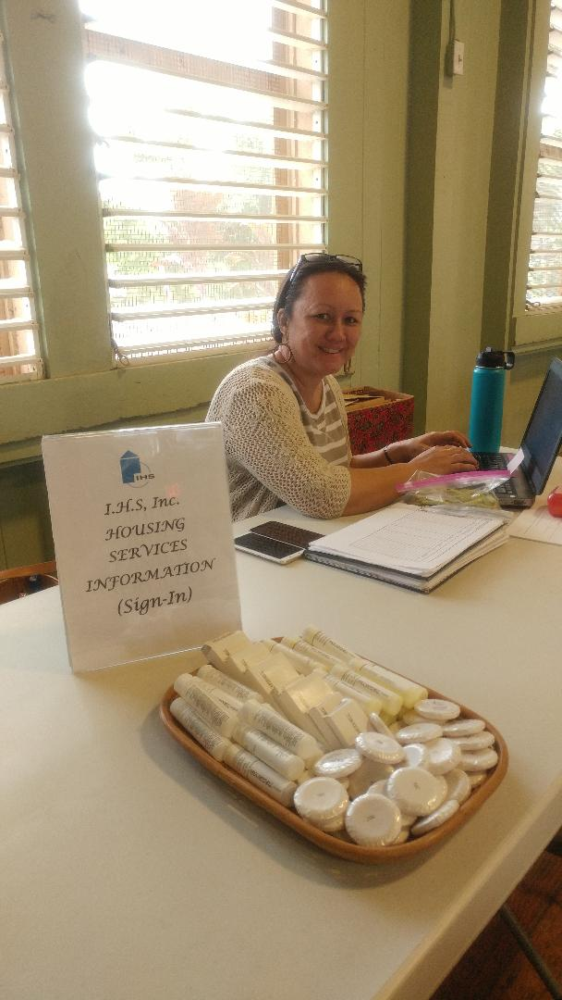 IHS
I.H.S, Inc.
HOUSING
SERVICES
INFORMATION
(Sign-In)